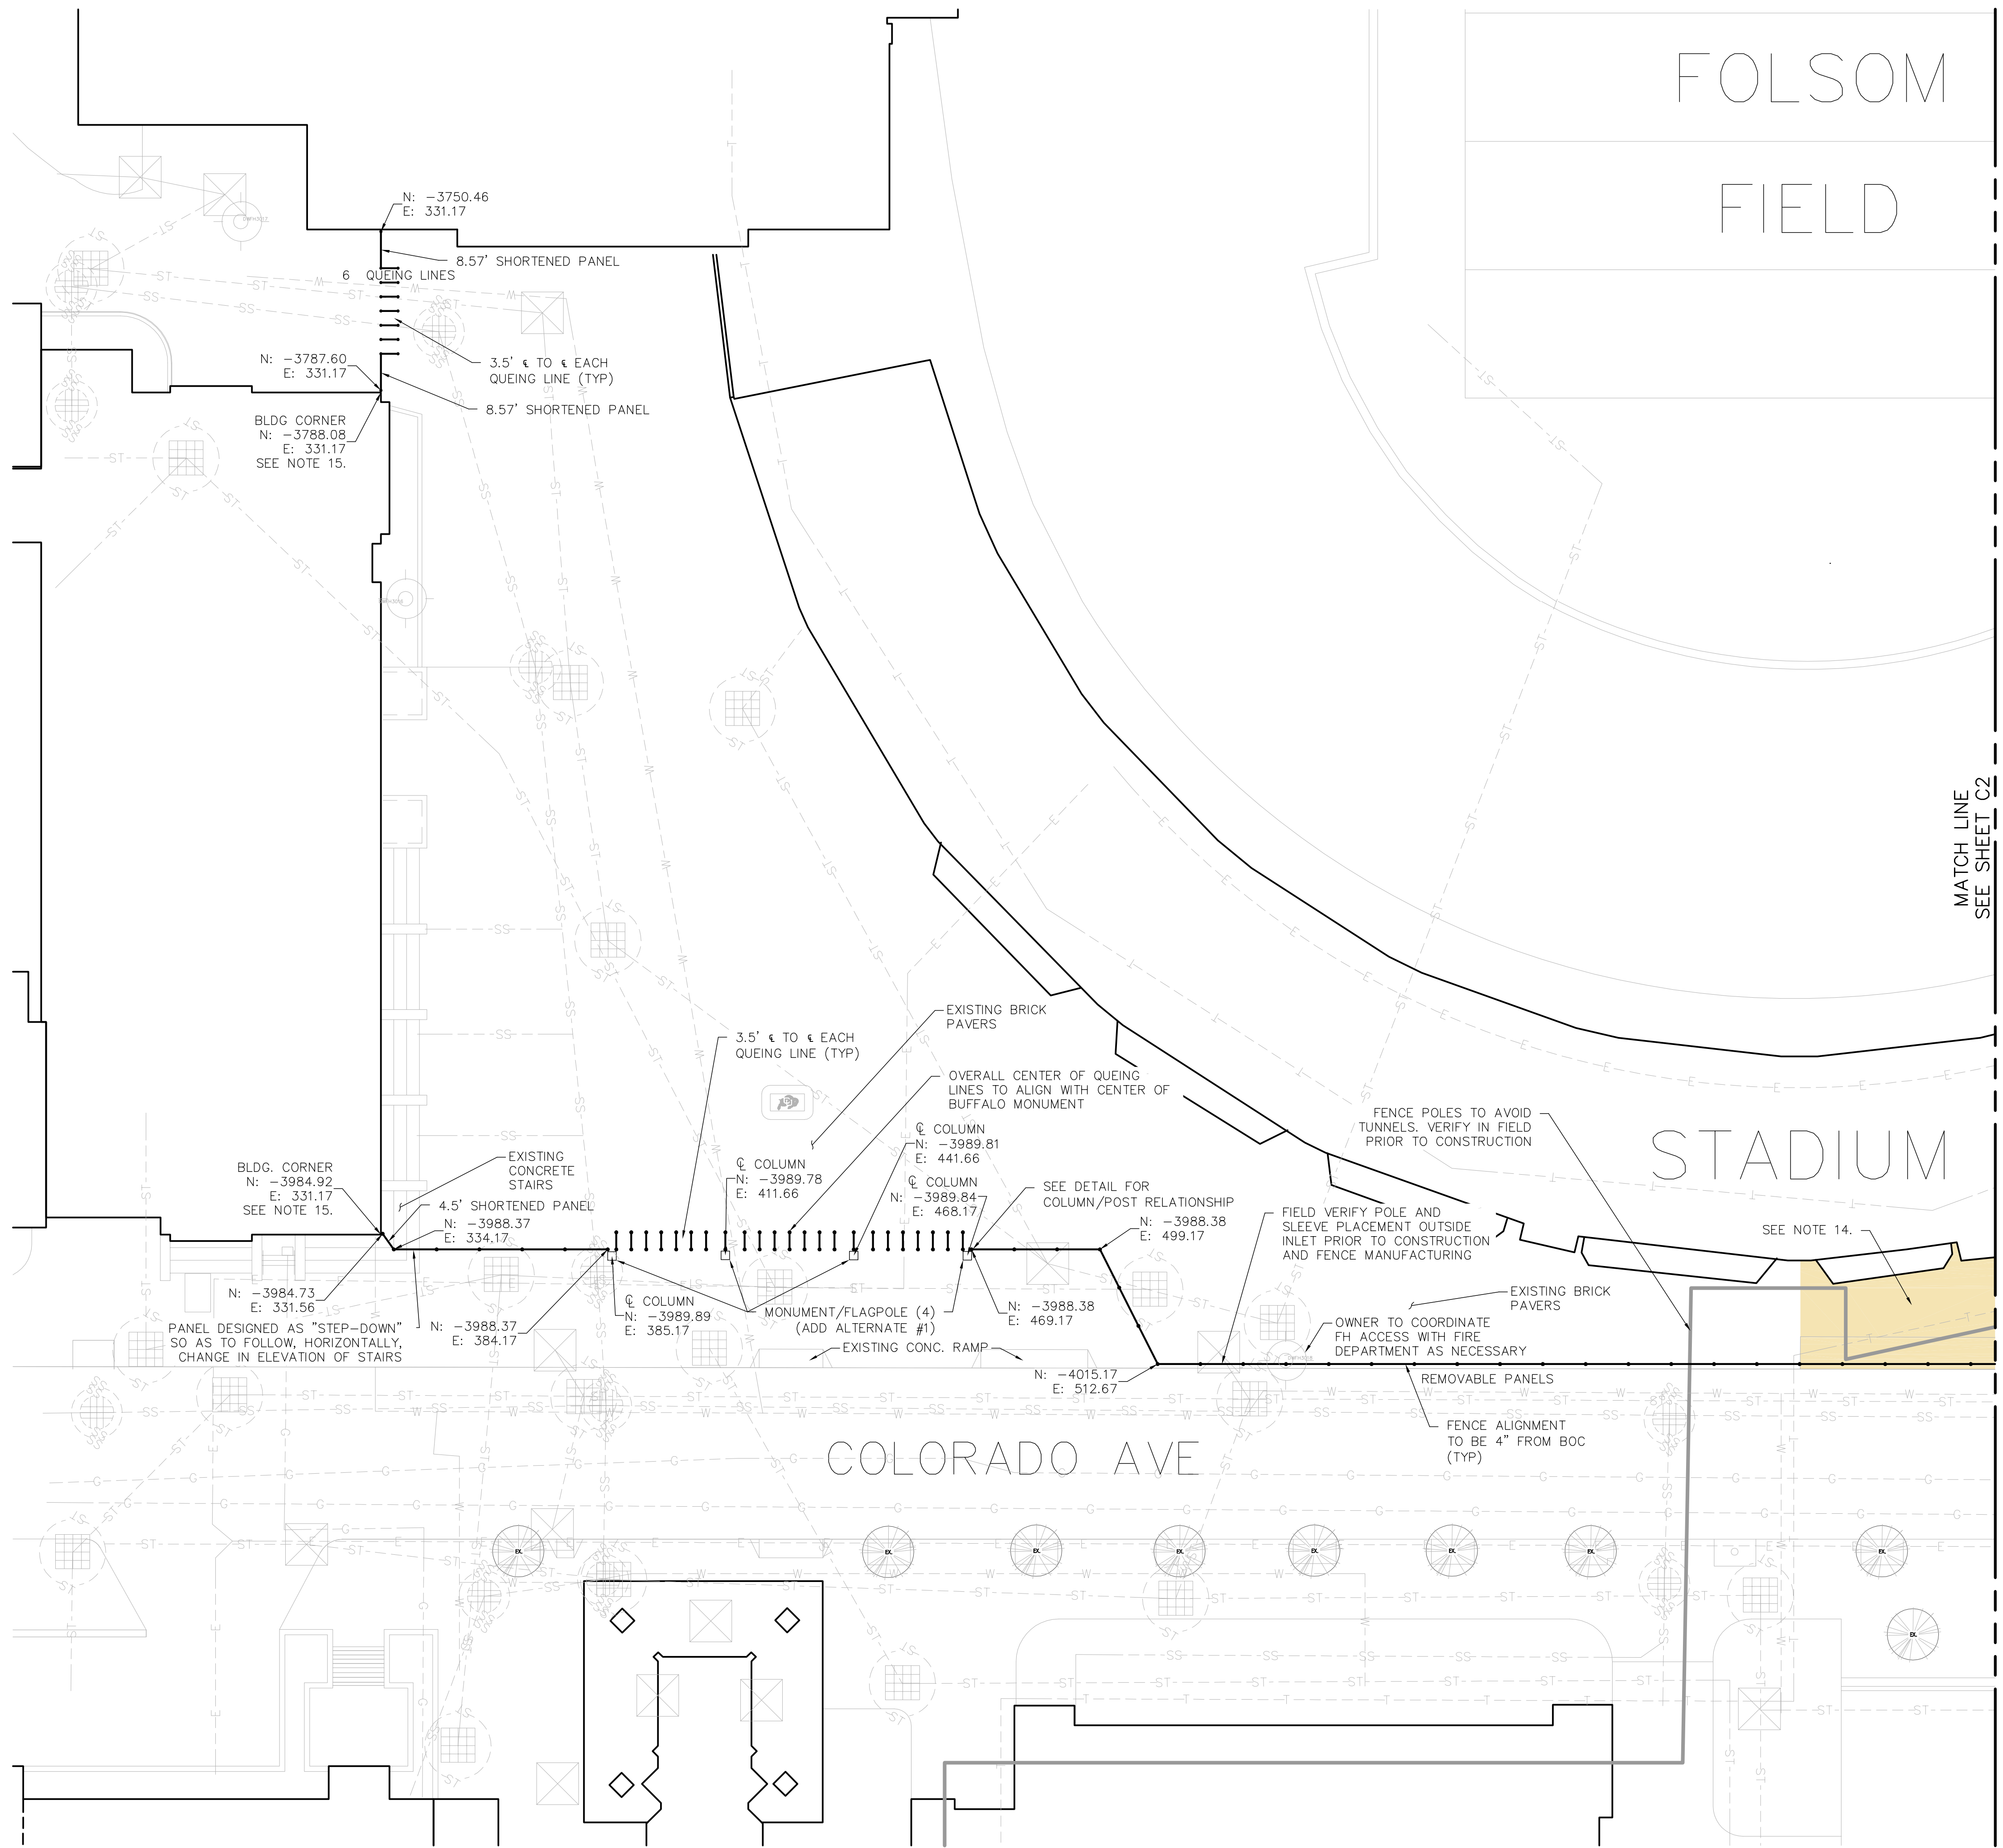 FOLSOM
FIELD
N: -3750.46
E: 331.17
8.57' SHORTENED PANEL
6 QUEING LINES
3.5' ℄ TO ℄ EACH
QUEING LINE (TYP)
N: -3787.60
E: 331.17
8.57' SHORTENED PANEL
BLDG CORNER
N: -3788.08
E: 331.17
SEE NOTE 15.
MATCH LINE
SEE SHEET C2
EXISTING BRICK
PAVERS
3.5' ℄ TO ℄ EACH
QUEING LINE (TYP)
OVERALL CENTER OF QUEING
LINES TO ALIGN WITH CENTER OF
BUFFALO MONUMENT
℄ COLUMN
N: -3989.81
E: 441.66
℄ COLUMN
N: -3989.78
E: 411.66
℄ COLUMN
N: -3989.84
E: 468.17
FENCE POLES TO AVOID
TUNNELS. VERIFY IN FIELD
PRIOR TO CONSTRUCTION
STADIUM
EXISTING
CONCRETE
STAIRS
BLDG. CORNER
N: -3984.92
E: 331.17
SEE NOTE 15.
4.5' SHORTENED PANEL
N: -3988.37
E: 334.17
SEE DETAIL FOR
COLUMN/POST RELATIONSHIP
N: -3988.38
E: 499.17
FIELD VERIFY POLE AND
SLEEVE PLACEMENT OUTSIDE
INLET PRIOR TO CONSTRUCTION
AND FENCE MANUFACTURING
SEE NOTE 14.
N: -3984.73
E: 331.56
PANEL DESIGNED AS "STEP-DOWN"
SO AS TO FOLLOW, HORIZONTALLY,
CHANGE IN ELEVATION OF STAIRS
N: -3988.37
E: 384.17
℄ COLUMN
N: -3989.89
E: 385.17
MONUMENT/FLAGPOLE (4)
(ADD ALTERNATE #1)
EXISTING CONC. RAMP
N: -3988.38
E: 469.17
N: -4015.17
E: 512.67
EXISTING BRICK
PAVERS
OWNER TO COORDINATE
FH ACCESS WITH FIRE
DEPARTMENT AS NECESSARY
REMOVABLE PANELS
FENCE ALIGNMENT
TO BE 4" FROM BOC
(TYP)
COLORADO AVE
EX.
EX.
EX.
EX.
EX.
EX.
EX.
EX.
EX.